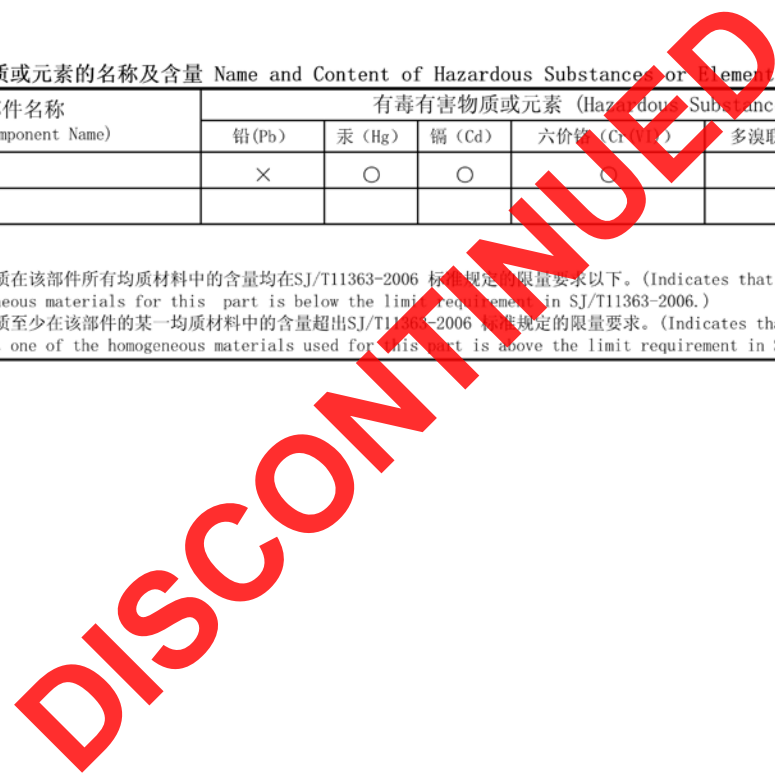 质或元素的名称及含量 Name and Content of Hazardous Substances or Element
件名称
mponent Name)
有毒有害物质或元素 (Hazardous Substanc
铅(Pb) 汞 (Hg) 镉 (Cd) 六价铬 (Cr(VI)) 多溴联
× ○ ○ ○
质在该部件所有均质材料中的含量均在SJ/T11363-2006 标准规定的限量要求以下。(Indicates that
eous materials for this part is below the limit requirement in SJ/T11363-2006.)
质至少在该部件的某一均质材料中的含量超出SJ/T11363-2006 标准规定的限量要求。(Indicates tha
one of the homogeneous materials used for this part is above the limit requirement in S
DISCONTINUED